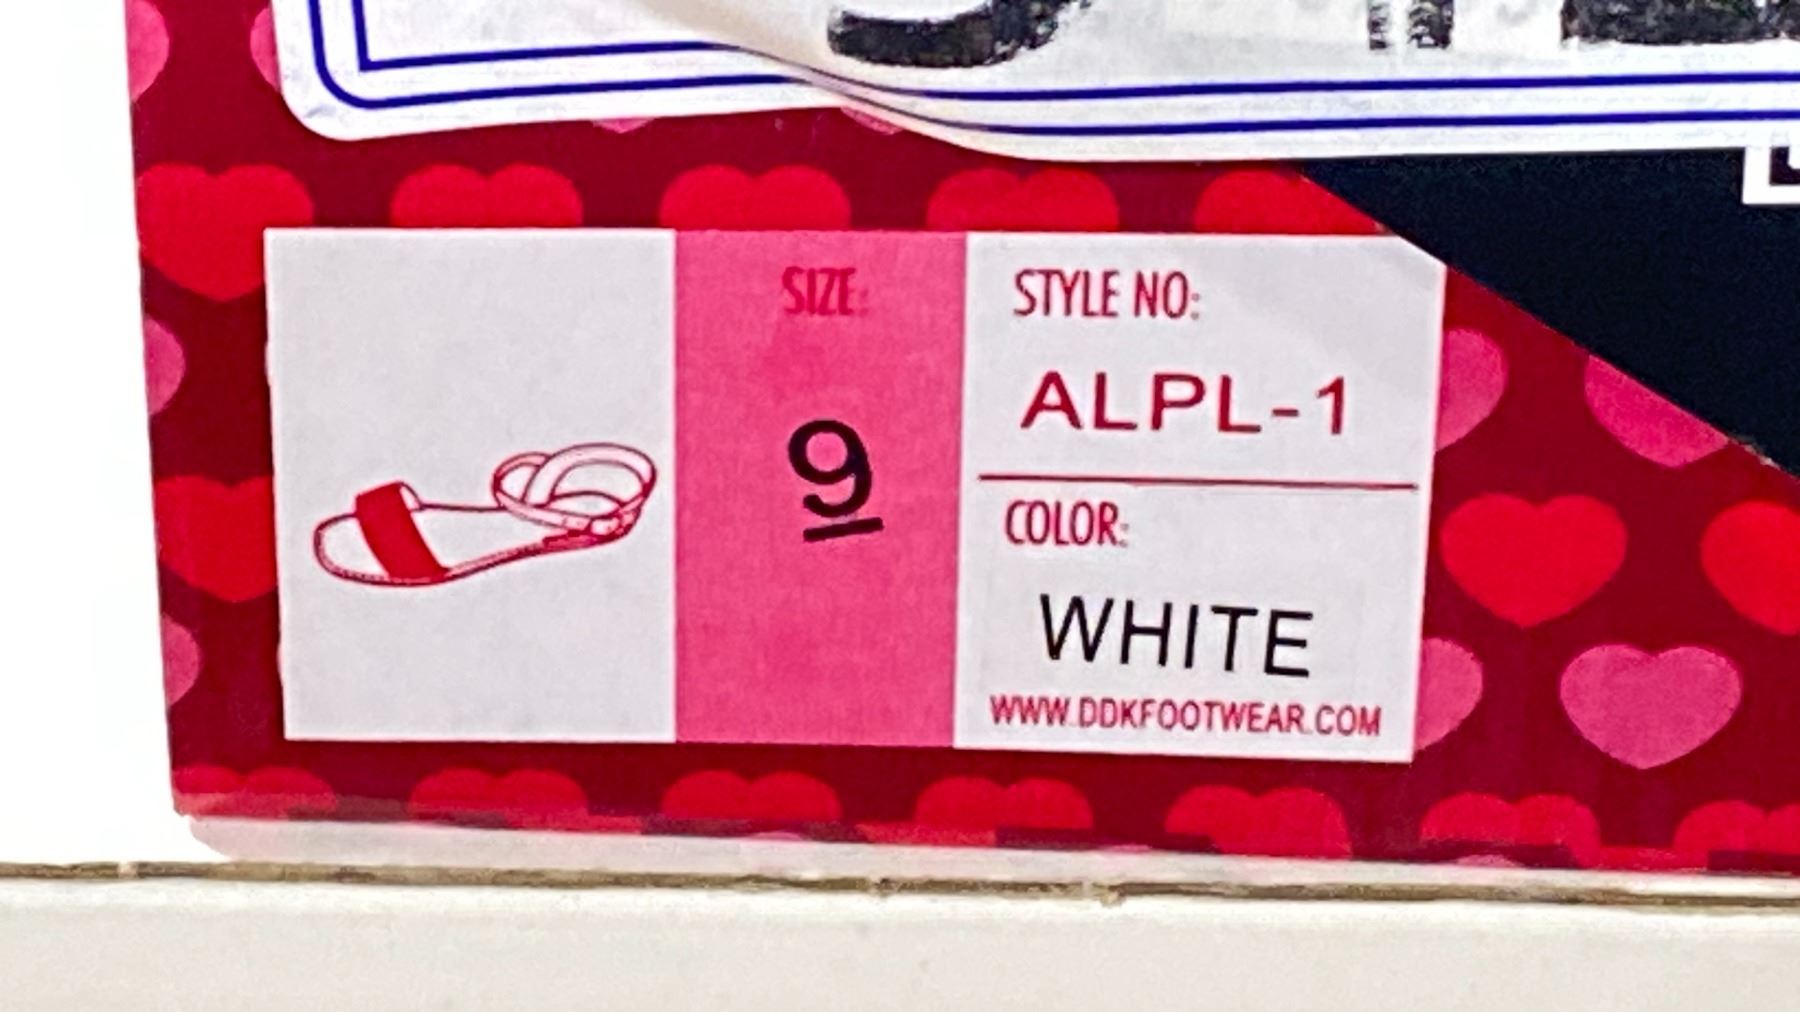 SIZE:
9
STYLE NO:
ALPL-1
COLOR:
WHITE
WWW.DDKFOOTWEAR.COM